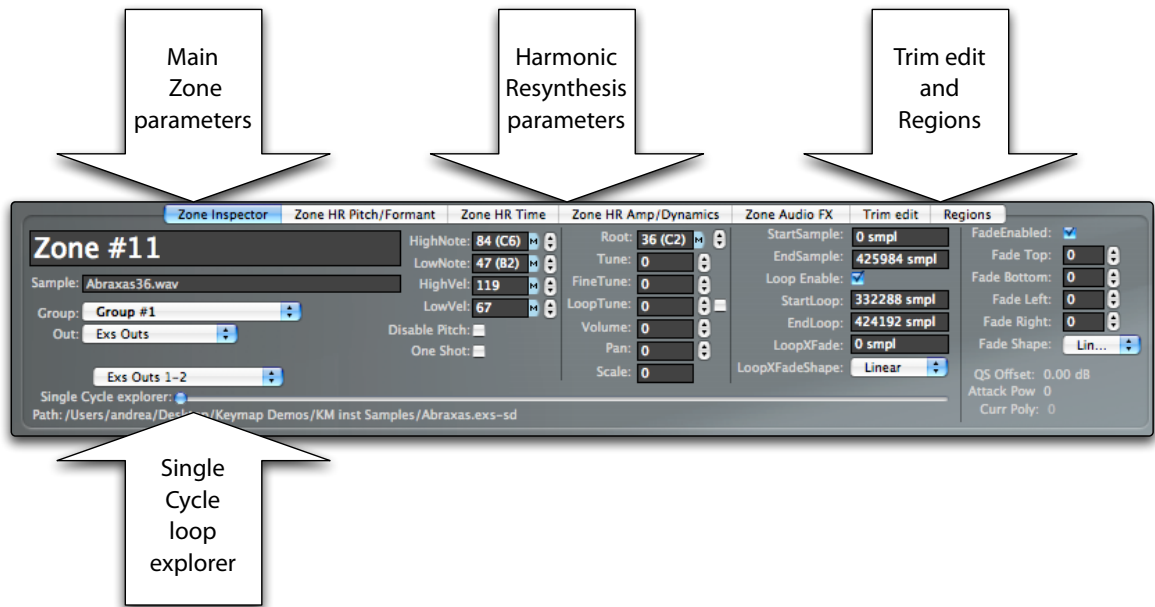 Main
Zone
parameters
Harmonic
Resynthesis
parameters
Trim edit
and
Regions
Zone Inspector
Zone HR Pitch/Formant
Zone HR Time
Zone HR Amp/Dynamics
Zone Audio FX
Trim edit
Regions
Zone #11
Sample: Abraxas36.wav
Group: Group #1
Out: Exs Outs
Exs Outs 1-2
HighNote: 84 (C6) M
LowNote: 47 (B2) M
HighVel: 119 M
LowVel: 67 M
Disable Pitch:
One Shot:
Root: 36 (C2) M
Tune: 0
FineTune: 0
LoopTune: 0
Volume: 0
Pan: 0
Scale: 0
StartSample: 0 smpl
EndSample: 425984 smpl
Loop Enable:
StartLoop: 332288 smpl
EndLoop: 424192 smpl
LoopXFade: 0 smpl
LoopXFadeShape: Linear
FadeEnabled:
Fade Top: 0
Fade Bottom: 0
Fade Left: 0
Fade Right: 0
Fade Shape: Lin...
QS Offset: 0.00 dB
Attack Pow 0
Curr Poly: 0
Single Cycle explorer:
Path: /Users/andrea/Desktop/Keymap Demos/KM inst Samples/Abraxas.exs-sd
Single
Cycle
loop
explorer